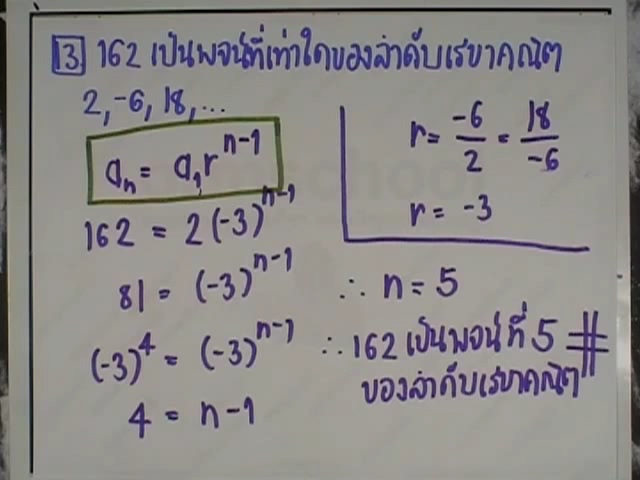 3 162 เป็นพจน์ที่เท่าใดของลำดับเรขาคณิต
2, -6, 18, ...
aₙ = a₁rⁿ⁻¹
162 = 2(-3)ⁿ⁻¹
81 = (-3)ⁿ⁻¹
(-3)⁴ = (-3)ⁿ⁻¹
4 = n-1
r = -6/2 = 18/-6
r = -3
∴ n = 5
∴ 162 เป็นพจน์ที่ 5 #
ของลำดับเรขาคณิต